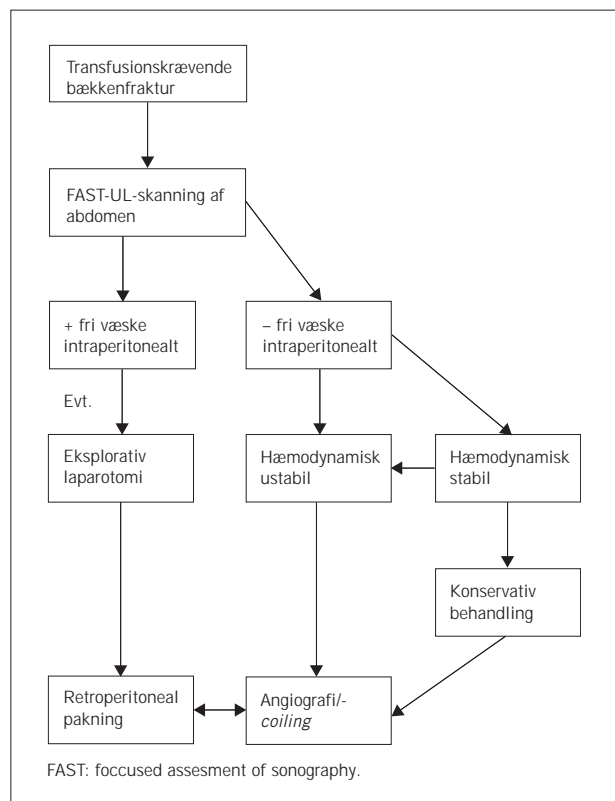 Transfusionskrævende
bækkenfraktur
FAST-UL-skanning af
abdomen
+ fri væske
intraperitonealt
– fri væske
intraperitonealt
Evt.
Eksplorativ
laparotomi
Hæmodynamisk
ustabil
Hæmodynamisk
stabil
Konservativ
behandling
Retroperitoneal
pakning
Angiografi/-
coiling
FAST: foccused assesment of sonography.